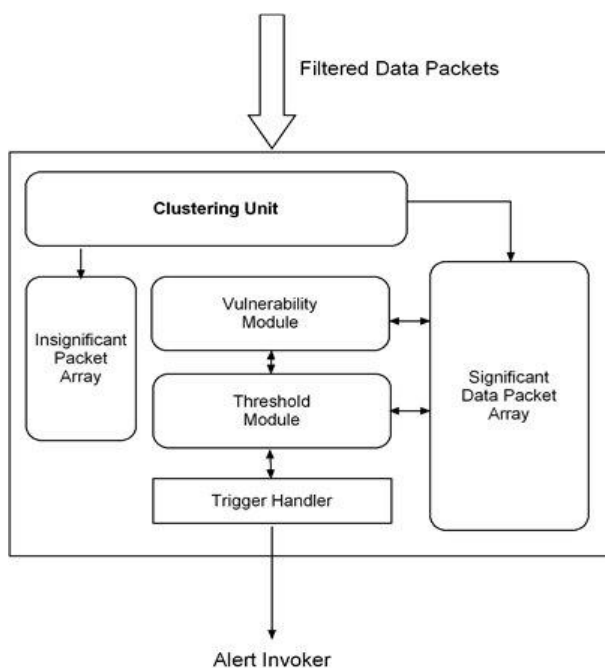 Filtered Data Packets
Clustering Unit
Insignificant
Packet
Array
Vulnerability
Module
Threshold
Module
Trigger Handler
Significant
Data Packet
Array
Alert Invoker